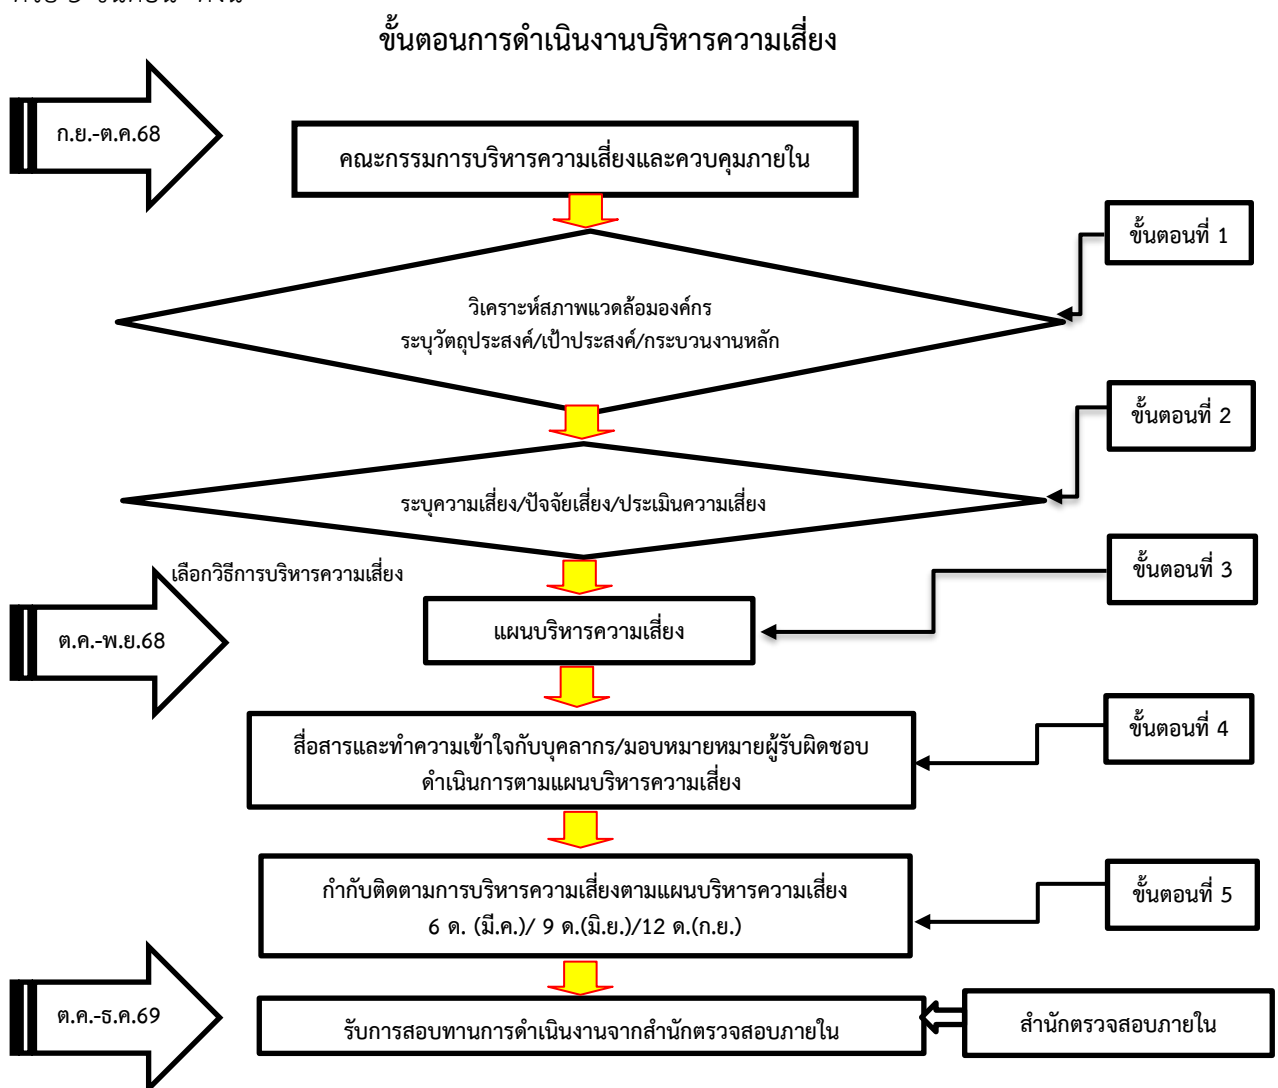 ขั้นตอนการดำเนินงานบริหารความเสี่ยง
ก.ย.-ต.ค.68
คณะกรรมการบริหารความเสี่ยงและควบคุมภายใน
ขั้นตอนที่ 1
วิเคราะห์สภาพแวดล้อมองค์กร
ระบุวัตถุประสงค์/เป้าประสงค์/กระบวนงานหลัก
ขั้นตอนที่ 2
ระบุความเสี่ยง/ปัจจัยเสี่ยง/ประเมินความเสี่ยง
เลือกวิธีการบริหารความเสี่ยง
ขั้นตอนที่ 3
ต.ค.-พ.ย.68
แผนบริหารความเสี่ยง
ขั้นตอนที่ 4
สื่อสารและทำความเข้าใจกับบุคลากร/มอบหมายหมายผู้รับผิดชอบ
ดำเนินการตามแผนบริหารความเสี่ยง
กำกับติดตามการบริหารความเสี่ยงตามแผนบริหารความเสี่ยง
6 ด. (มี.ค.)/ 9 ด.(มิ.ย.)/12 ด.(ก.ย.)
ขั้นตอนที่ 5
ต.ค.-ธ.ค.69
รับการสอบทานการดำเนินงานจากสำนักตรวจสอบภายใน
สำนักตรวจสอบภายใน